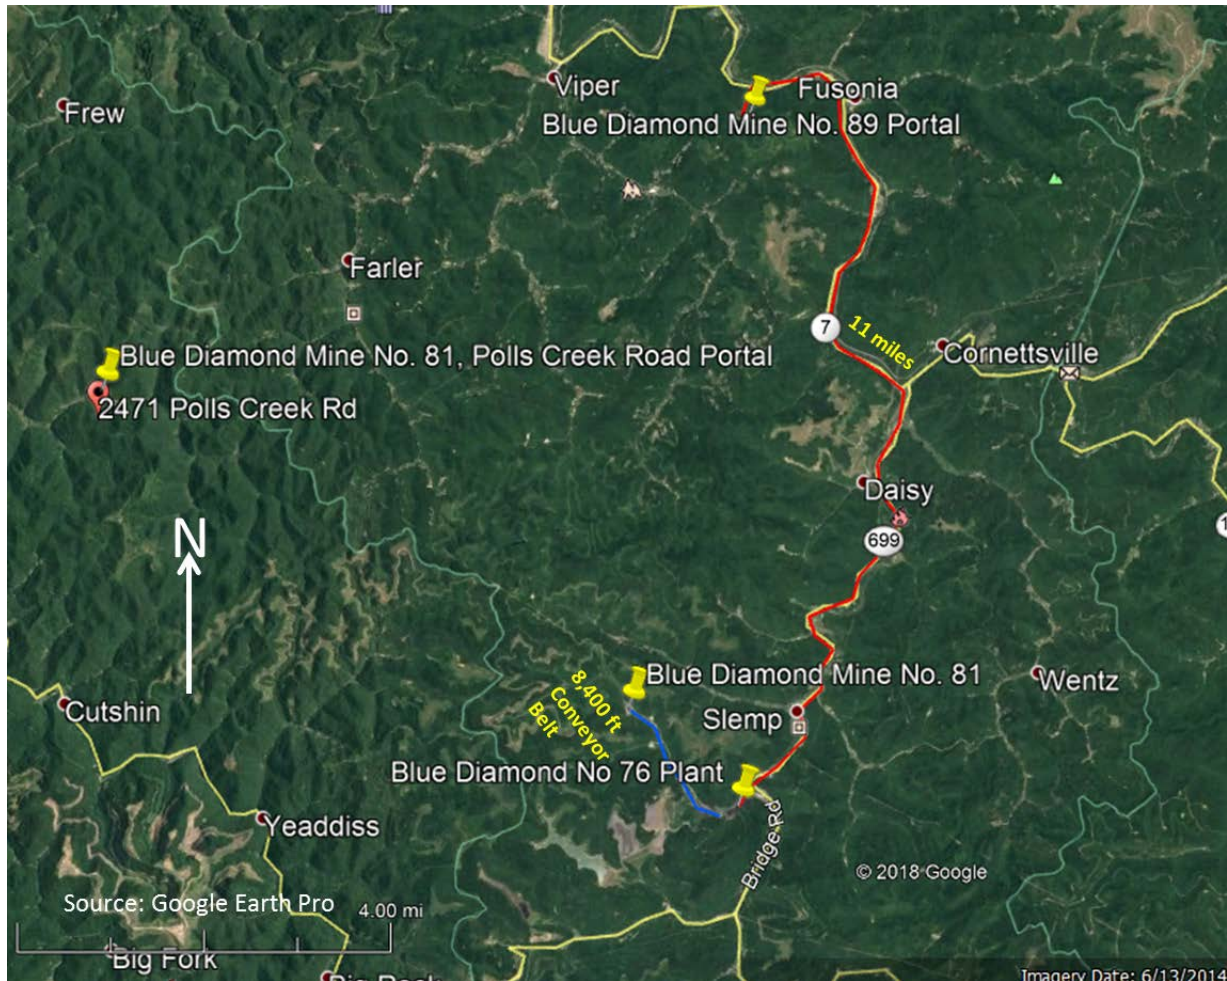 Viper
Fusonia
Frew
Blue Diamond Mine No. 89 Portal
Farler
7
11 miles
Cornettsville
Blue Diamond Mine No. 81, Polls Creek Road Portal
2471 Polls Creek Rd
Daisy
N
699
Blue Diamond Mine No. 81
Wentz
8,400 ft
Conveyor
Belt
Cutshin
Slemp
Blue Diamond No 76 Plant
Yeaddiss
Bridge Rd
© 2018 Google
Source: Google Earth Pro
4.00 mi
Big Fork
Imagery Date: 6/13/2014